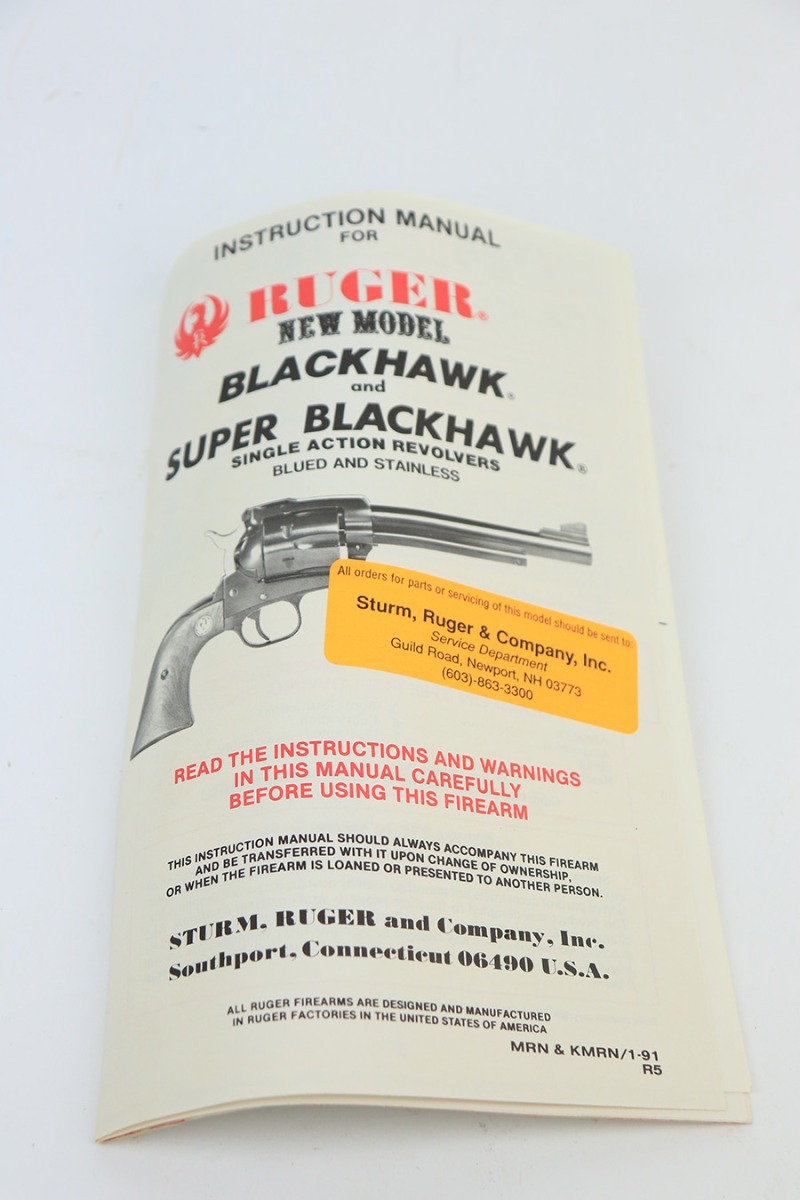 INSTRUCTION MANUAL
FOR
RUGER®
NEW MODEL
BLACKHAWK®
and
SUPER BLACKHAWK®
SINGLE ACTION REVOLVERS
BLUED AND STAINLESS
All orders for parts or servicing of this model should be sent to:
Sturm, Ruger & Company, Inc.
Service Department
Guild Road, Newport, NH 03773
(603)-863-3300
READ THE INSTRUCTIONS AND WARNINGS
IN THIS MANUAL CAREFULLY
BEFORE USING THIS FIREARM
THIS INSTRUCTION MANUAL SHOULD ALWAYS ACCOMPANY THIS FIREARM
AND BE TRANSFERRED WITH IT UPON CHANGE OF OWNERSHIP,
OR WHEN THE FIREARM IS LOANED OR PRESENTED TO ANOTHER PERSON.
STURM, RUGER and Company, Inc.
Southport, Connecticut 06490 U.S.A.
ALL RUGER FIREARMS ARE DESIGNED AND MANUFACTURED
IN RUGER FACTORIES IN THE UNITED STATES OF AMERICA
MRN & KMRN/1-91
R5